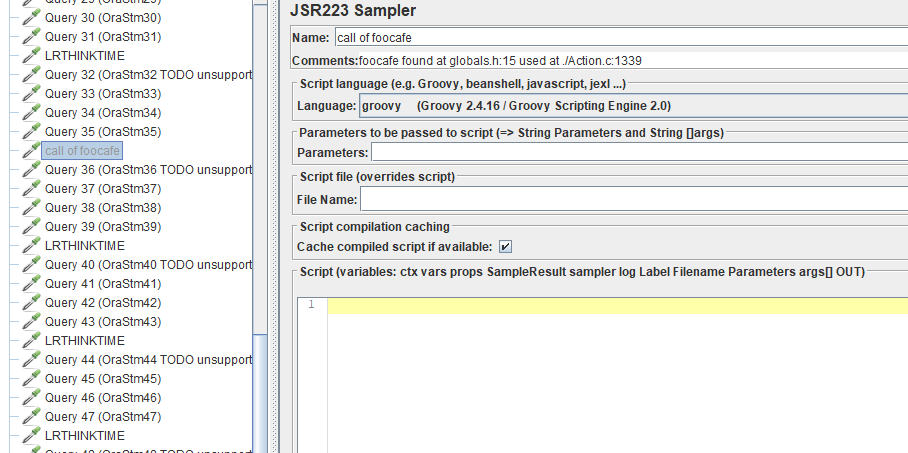 Query 29 (OraStm29)
Query 30 (OraStm30)
Query 31 (OraStm31)
LRTHINKTIME
Query 32 (OraStm32 TODO unsupport
Query 33 (OraStm33)
Query 34 (OraStm34)
Query 35 (OraStm35)
call of foocafe
Query 36 (OraStm36 TODO unsupport
Query 37 (OraStm37)
Query 38 (OraStm38)
Query 39 (OraStm39)
LRTHINKTIME
Query 40 (OraStm40 TODO unsupport
Query 41 (OraStm41)
Query 42 (OraStm42)
Query 43 (OraStm43)
LRTHINKTIME
Query 44 (OraStm44 TODO unsupport
Query 45 (OraStm45)
Query 46 (OraStm46)
Query 47 (OraStm47)
LRTHINKTIME
Query 48 (OraStm48 TODO unsupport
JSR223 Sampler
Name: call of foocafe
Comments: foocafe found at globals.h:15 used at ./Action.c:1339
Script language (e.g. Groovy, beanshell, javascript, jexl ...)
Language: groovy (Groovy 2.4.16 / Groovy Scripting Engine 2.0)
Parameters to be passed to script (=> String Parameters and String []args)
Parameters:
Script file (overrides script)
File Name:
Script compilation caching
Cache compiled script if available:
Script (variables: ctx vars props SampleResult sampler log Label Filename Parameters args[] OUT)
1